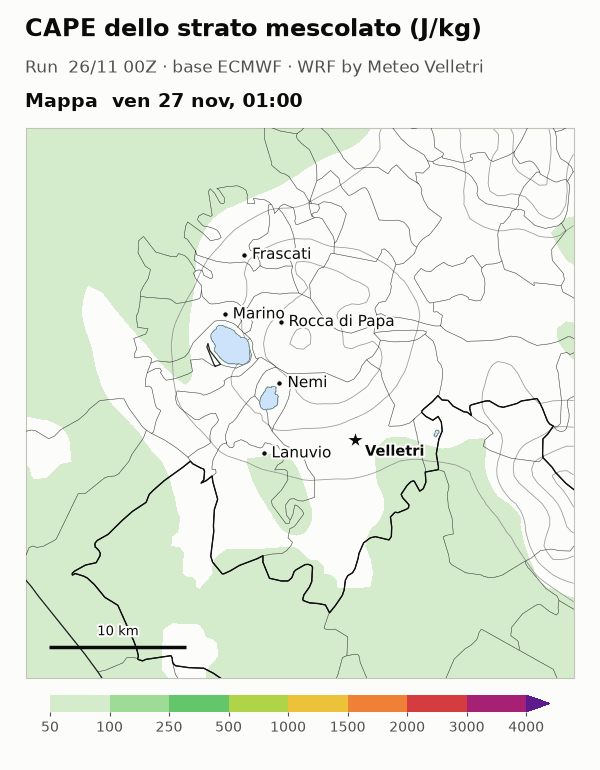 CAPE dello strato mescolato (J/kg)
Run  26/11 00Z · base ECMWF · WRF by Meteo Velletri
Mappa  ven 27 nov, 01:00
Frascati
Marino
Rocca di Papa
Nemi
Velletri
Lanuvio
10 km
50 100 250 500 1000 1500 2000 3000 4000